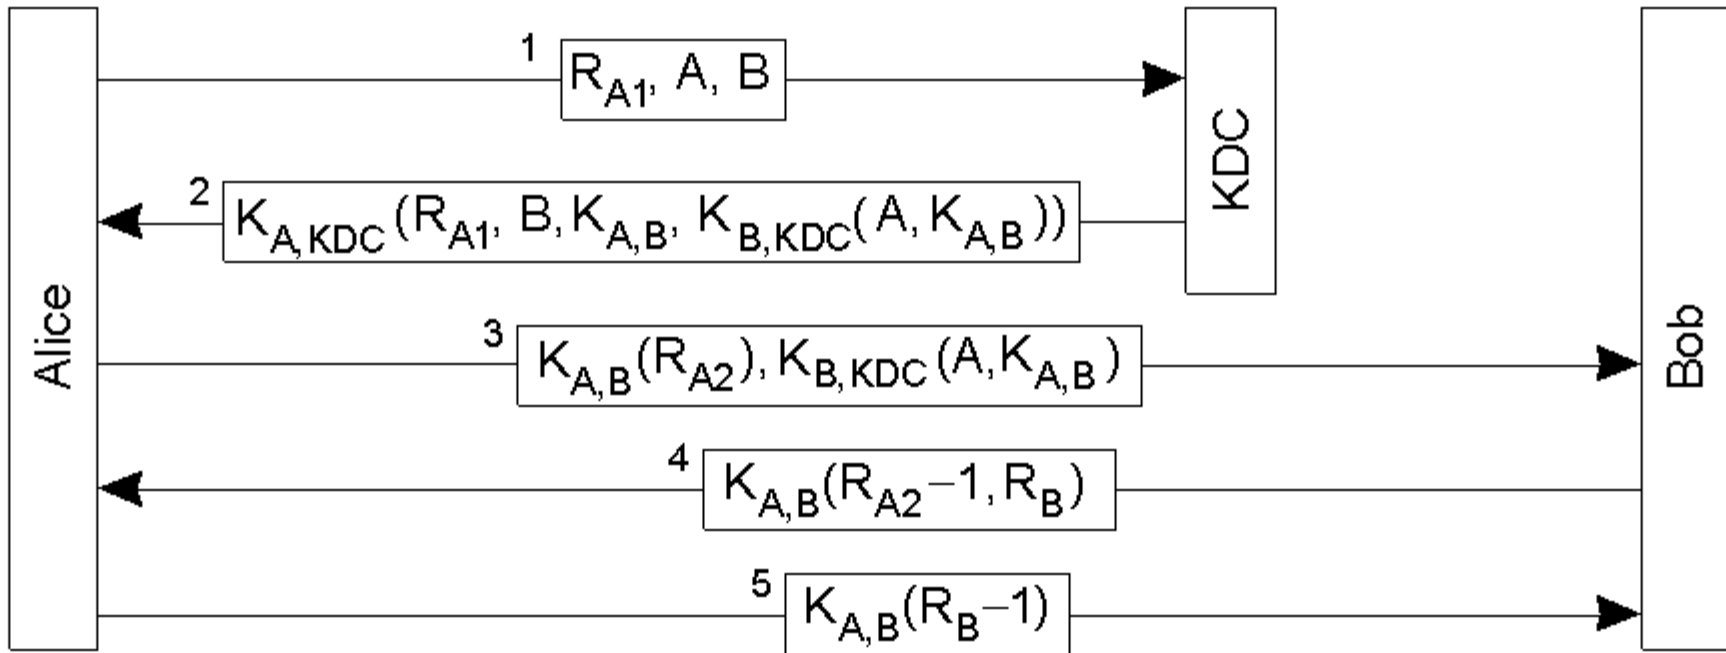 1
R_A1, A, B
KDC
2
K_A,KDC(R_A1, B, K_A,B, K_B,KDC(A, K_A,B))
Alice
3
K_A,B(R_A2), K_B,KDC(A, K_A,B)
Bob
4
K_A,B(R_A2–1, R_B)
5
K_A,B(R_B–1)